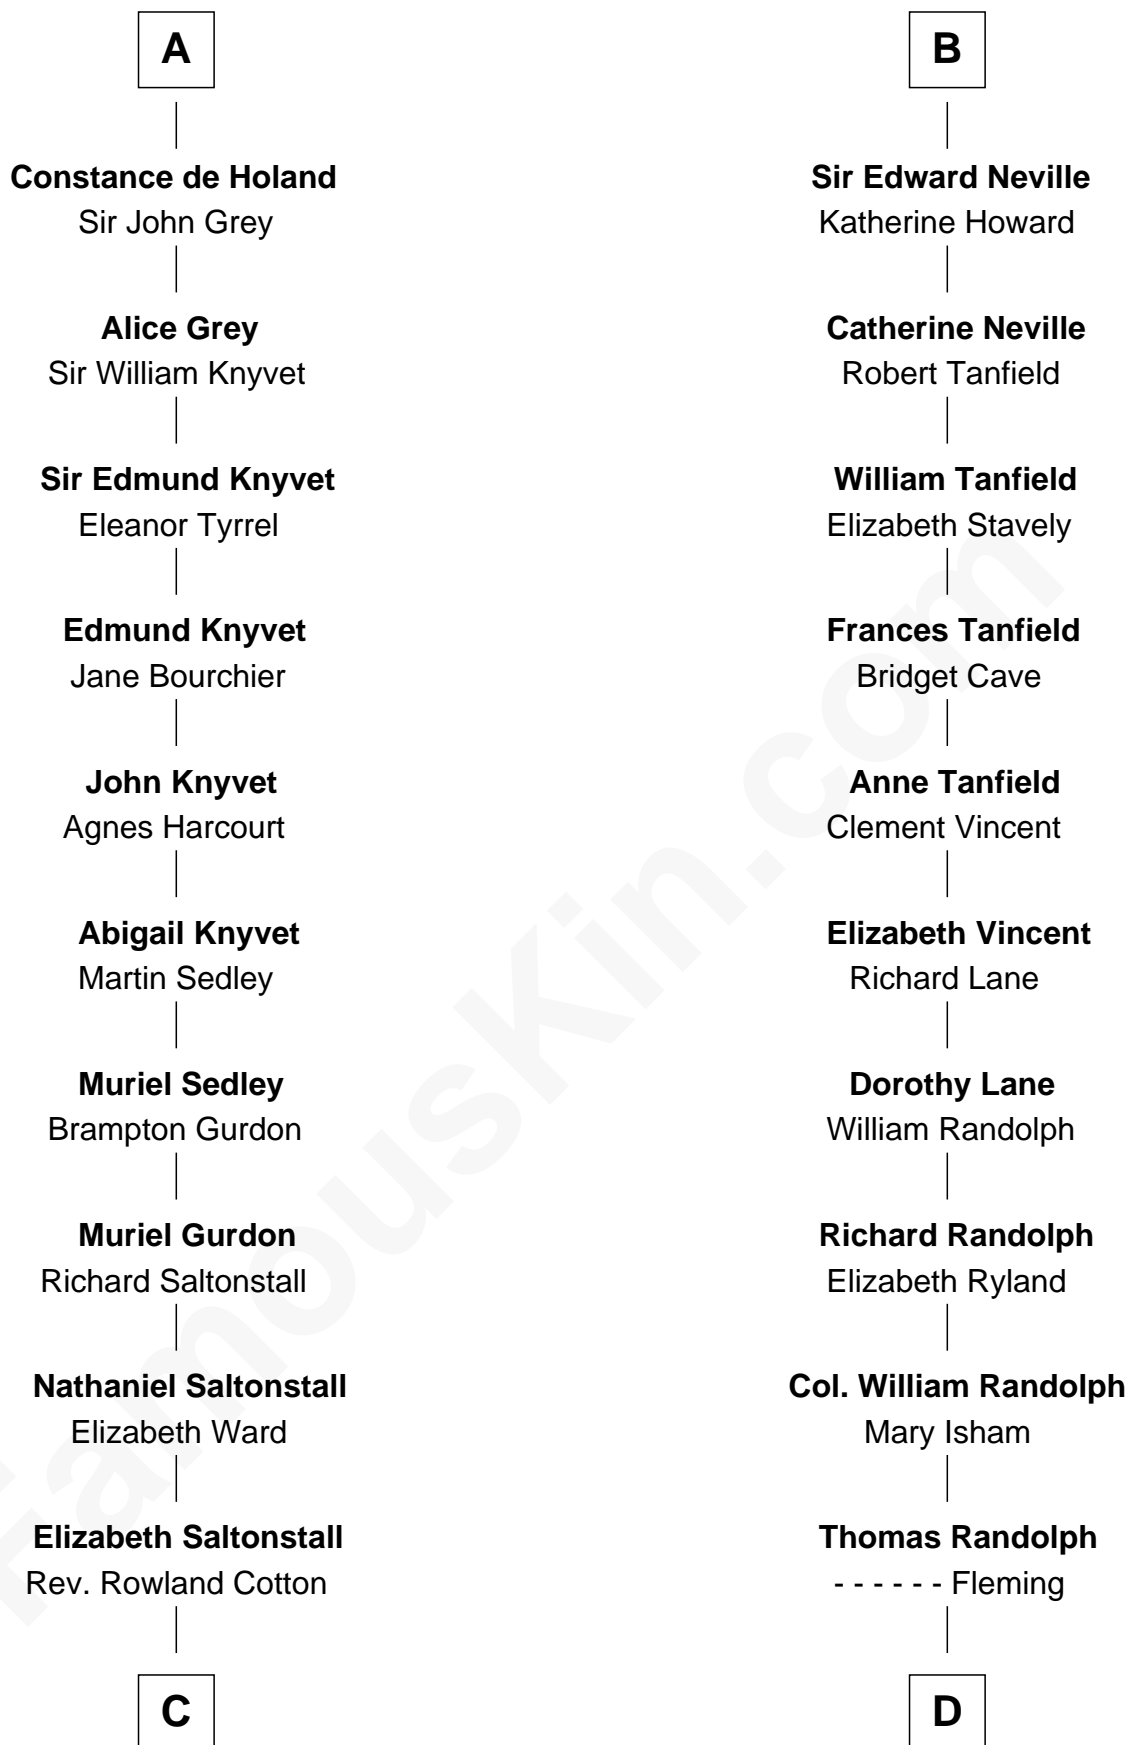 A
Constance de Holand
Sir John Grey
Alice Grey
Sir William Knyvet
Sir Edmund Knyvet
Eleanor Tyrrel
Edmund Knyvet
Jane Bourchier
John Knyvet
Agnes Harcourt
Abigail Knyvet
Martin Sedley
Muriel Sedley
Brampton Gurdon
Muriel Gurdon
Richard Saltonstall
Nathaniel Saltonstall
Elizabeth Ward
Elizabeth Saltonstall
Rev. Rowland Cotton
C
B
Sir Edward Neville
Katherine Howard
Catherine Neville
Robert Tanfield
William Tanfield
Elizabeth Stavely
Frances Tanfield
Bridget Cave
Anne Tanfield
Clement Vincent
Elizabeth Vincent
Richard Lane
Dorothy Lane
William Randolph
Richard Randolph
Elizabeth Ryland
Col. William Randolph
Mary Isham
Thomas Randolph
- - - - - - Fleming
D
FamousKin.com